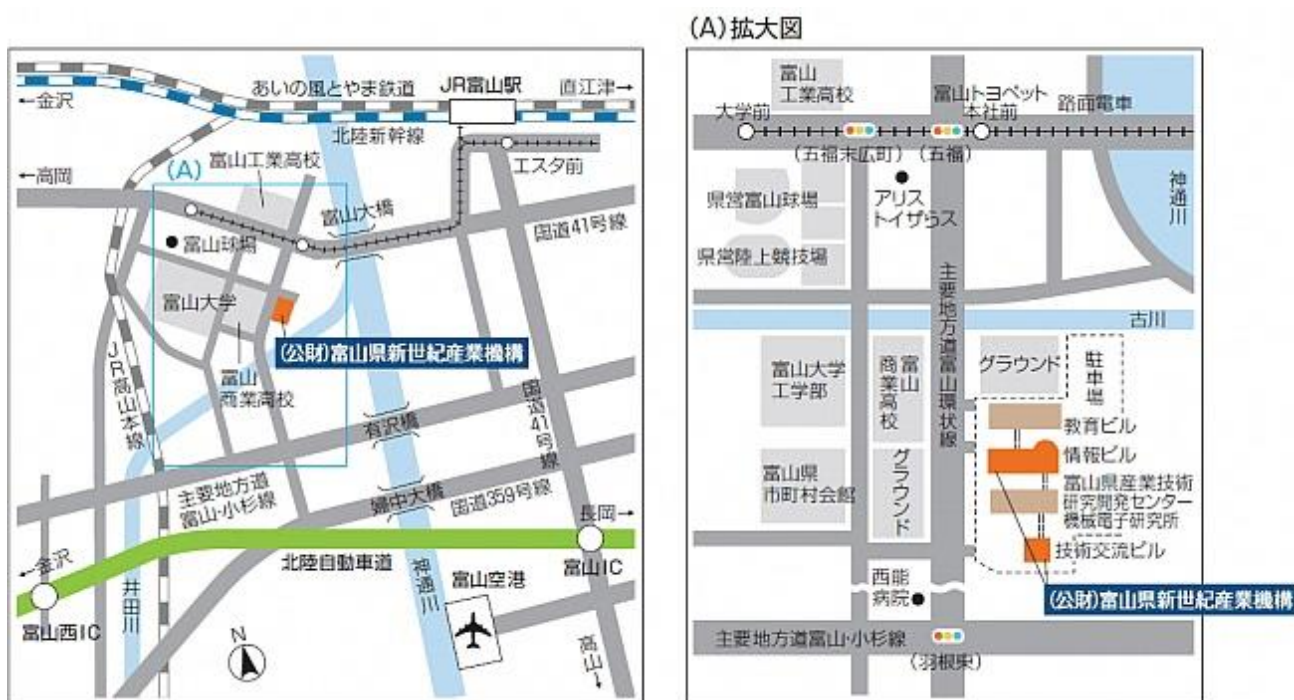 (A)拡大図
あいの風とやま鉄道
JR富山駅
直江津→
←金沢
北陸新幹線
(A)
富山工業高校
エスタ前
←高岡
富山大橋
国道41号線
富山球場
富山大学
(公財)富山県新世紀産業機構
JR高山本線
富山
商業高校
有沢橋
国道41号線
主要地方道
富山・小杉線
婦中大橋
国道359号線
長岡→
←金沢
北陸自動車道
富山IC
井田川
神通川
富山空港
富山西IC
N
高山→
富山
工業高校
大学前
富山トヨペット
本社前
路面電車
(五福末広町)
(五福)
県営富山球場
アリス
トイザらス
神通川
県営陸上競技場
主要地方道富山環状線
古川
富山大学
工学部
富山
商業高校
グラウンド
駐車場
教育ビル
情報ビル
富山県
市町村会館
グラウンド
富山県産業技術
研究開発センター
機械電子研究所
技術交流ビル
西能
病院
(公財)富山県新世紀産業機構
主要地方道富山・小杉線
(羽根東)